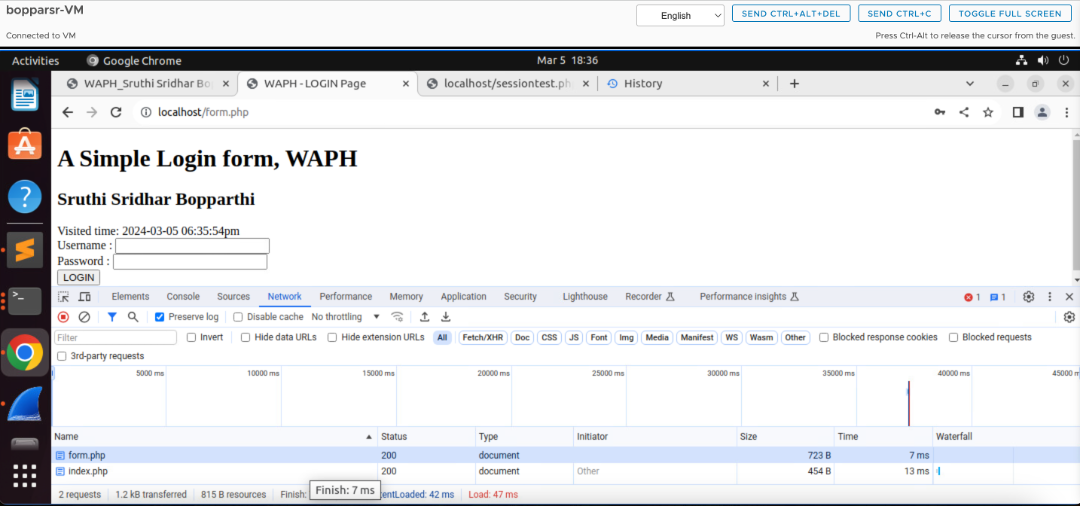 bopparsr-VM
English
SEND CTRL+ALT+DEL
SEND CTRL+C
TOGGLE FULL SCREEN
Connected to VM
Press Ctrl-Alt to release the cursor from the guest.
Activities
Google Chrome
Mar 5 18:36
WAPH_Sruthi Sridhar Bo
WAPH - LOGIN Page
localhost/sessiontest.ph
History
localhost/form.php
A Simple Login form, WAPH
Sruthi Sridhar Bopparthi
Visited time: 2024-03-05 06:35:54pm
Username :
Password :
LOGIN
Elements Console Sources Network Performance Memory Application Security Lighthouse Recorder Performance insights 1 1
Preserve log Disable cache No throttling
Filter Invert Hide data URLs Hide extension URLs All Fetch/XHR Doc CSS JS Font Img Media Manifest WS Wasm Other Blocked response cookies Blocked requests
3rd-party requests
5000 ms 10000 ms 15000 ms 20000 ms 25000 ms 30000 ms 35000 ms 40000 ms 45000
Name Status Type Initiator Size Time Waterfall
form.php 200 document 723 B 7 ms
index.php 200 document Other 454 B 13 ms
2 requests 1.2 kB transferred 815 B resources Finish: entLoaded: 42 ms Load: 47 ms
Finish: 7 ms